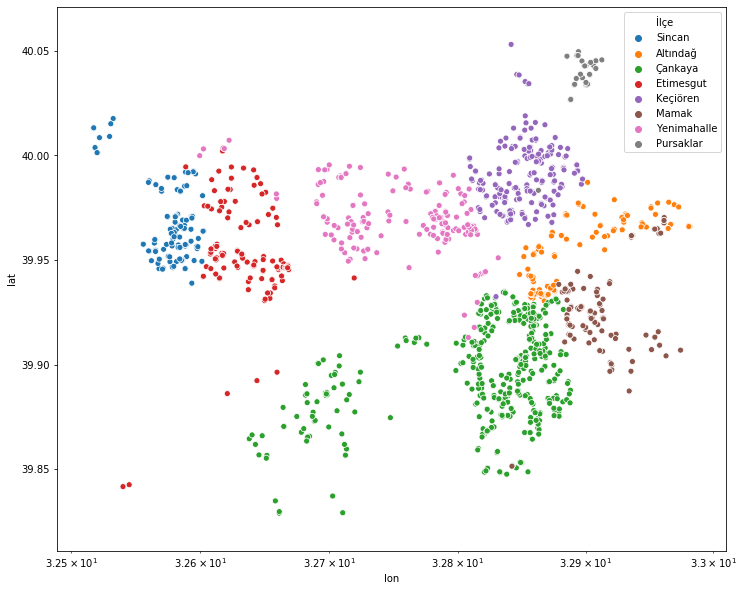 İlçe
Sincan
Altındağ
Çankaya
Etimesgut
Keçiören
Mamak
Yenimahalle
Pursaklar
40.05
40.00
39.95
39.90
39.85
lat
3.25 × 10¹
3.26 × 10¹
3.27 × 10¹
3.28 × 10¹
3.29 × 10¹
3.3 × 10¹
lon